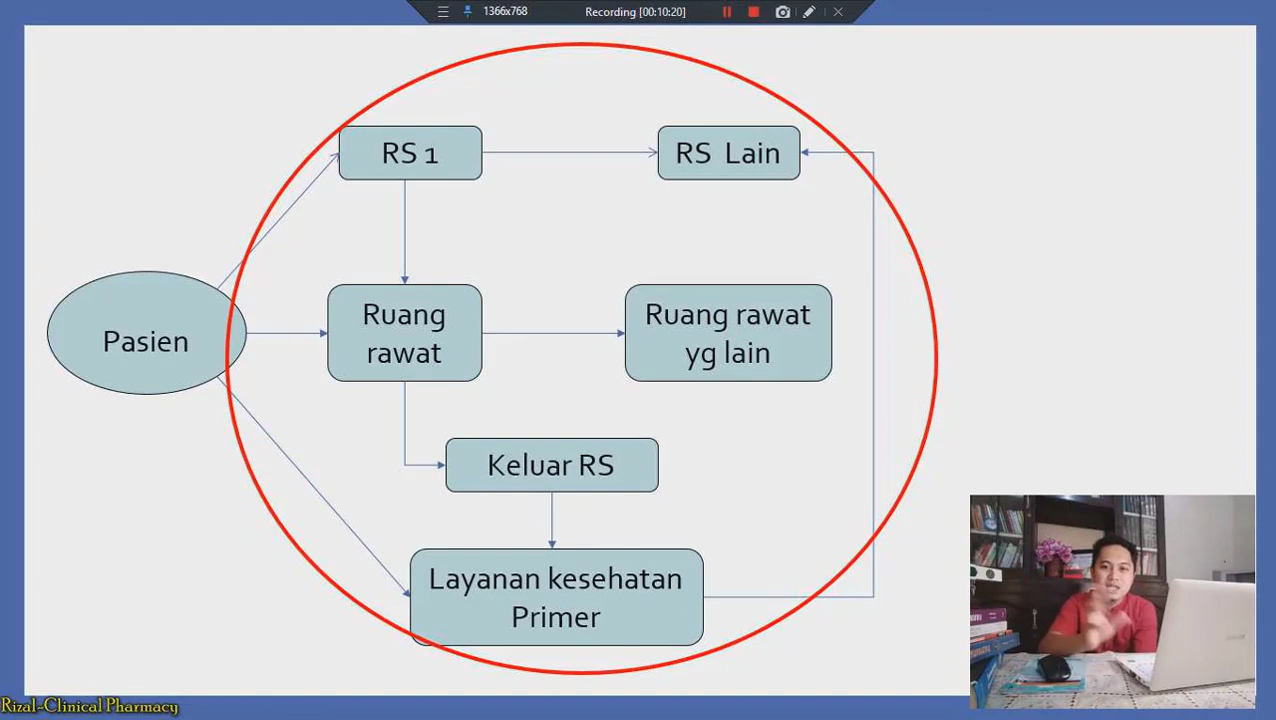 1366x768
Recording [00:10:20]
RS 1
RS Lain
Pasien
Ruang
rawat
Ruang rawat
yg lain
Keluar RS
Layanan kesehatan
Primer
Rizal-Clinical Pharmacy